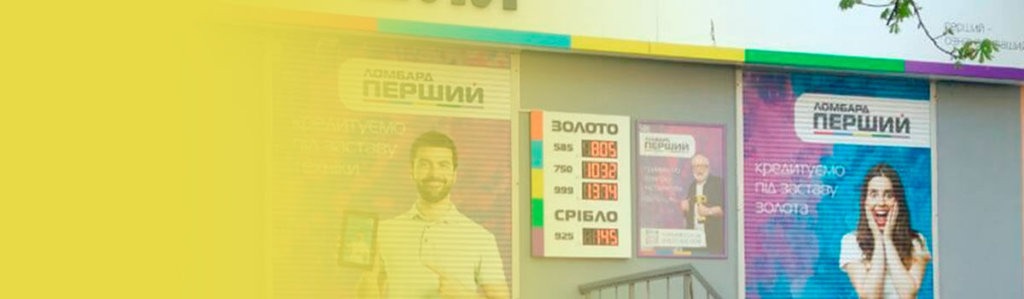 ЛОМБАРД
ПЕРШИЙ
кредитуємо
під заставу
ЗОЛОТО
585 805
750 1032
999 1374
СРІБЛО
925 145
ЛОМБАРД
ПЕРШИЙ
ЛОМБАРД
ПЕРШИЙ
кредитуємо
під заставу
золота
перший -